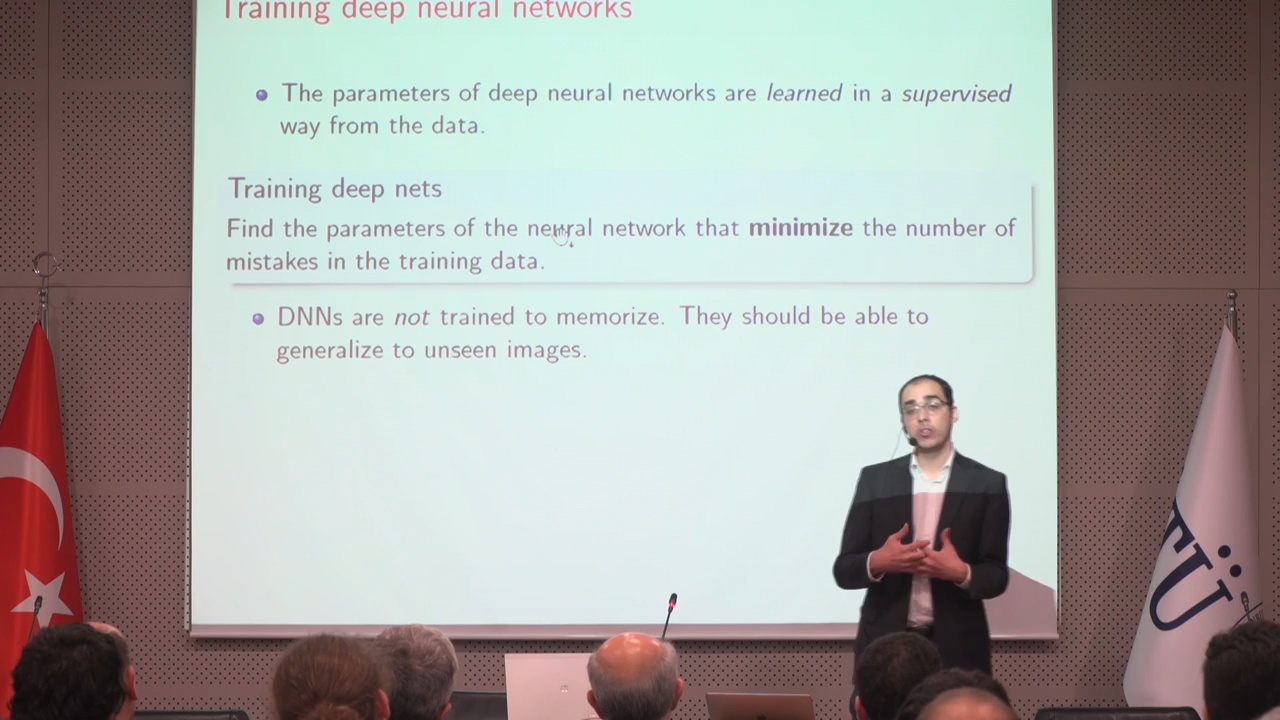 Training deep neural networks
The parameters of deep neural networks are learned in a supervised
way from the data.
Training deep nets
Find the parameters of the neural network that minimize the number of
mistakes in the training data.
DNNs are not trained to memorize. They should be able to
generalize to unseen images.
TÜ